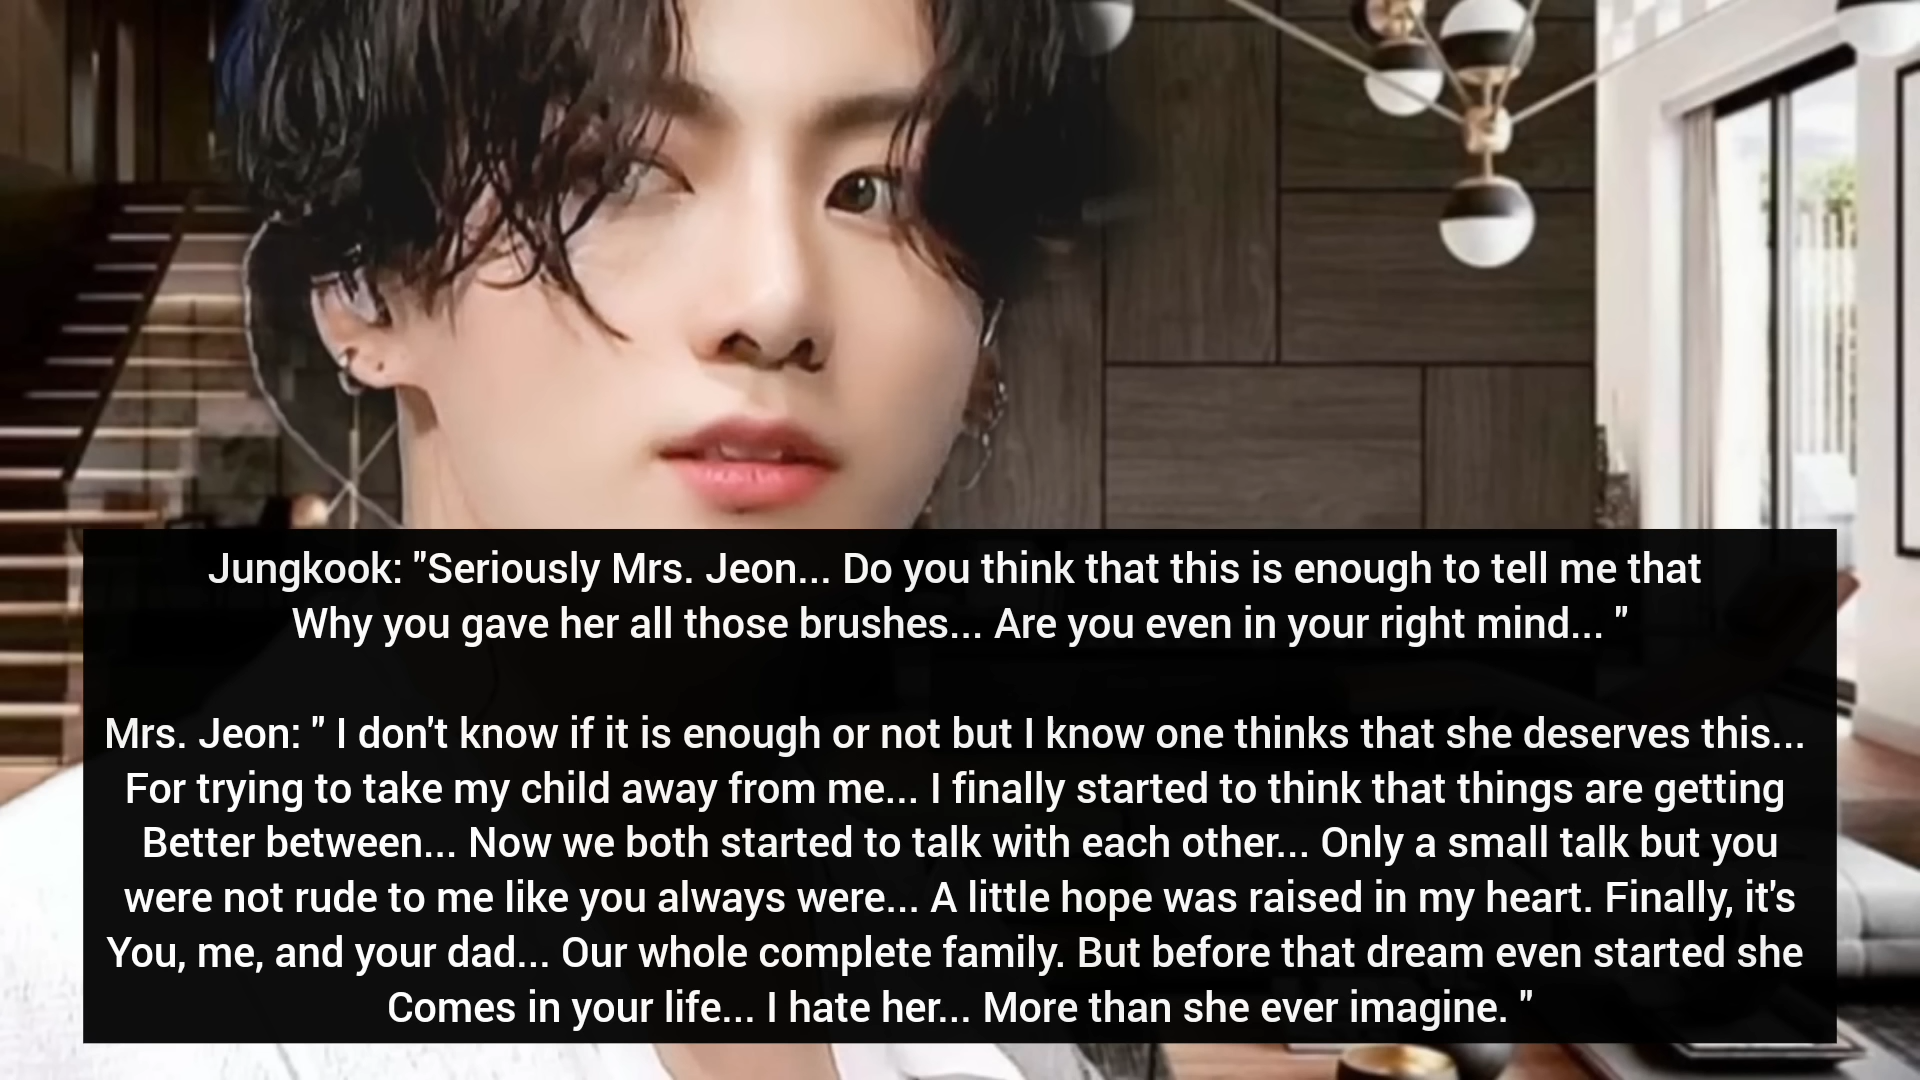 Jungkook: "Seriously Mrs. Jeon... Do you think that this is enough to tell me that
Why you gave her all those brushes... Are you even in your right mind... "
Mrs. Jeon: " I don't know if it is enough or not but I know one thinks that she deserves this...
For trying to take my child away from me... I finally started to think that things are getting
Better between... Now we both started to talk with each other... Only a small talk but you
were not rude to me like you always were... A little hope was raised in my heart. Finally, it's
You, me, and your dad... Our whole complete family. But before that dream even started she
Comes in your life... I hate her... More than she ever imagine. "